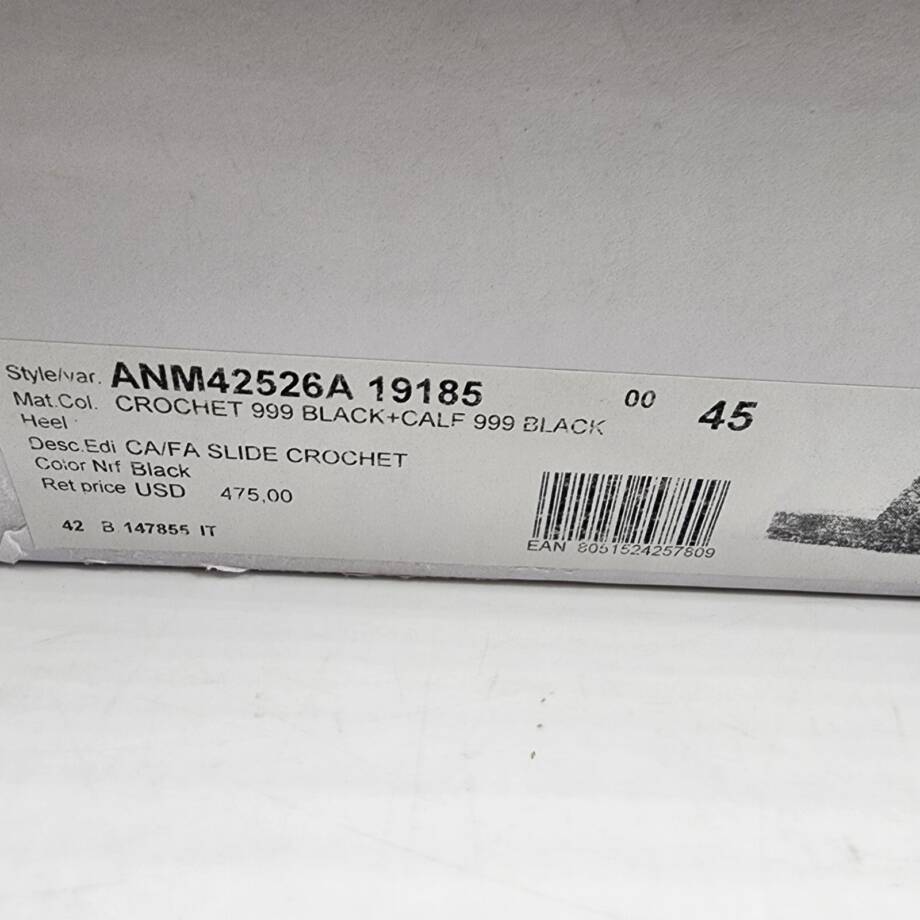 Style/var. ANM42526A 19185 00 45
Mat.Col. CROCHET 999 BLACK+CALF 999 BLACK
Heel
Desc.Edi CA/FA SLIDE CROCHET
Color Nrf Black
Ret price USD 475,00
42 B 147855 IT
EAN 8051524257809